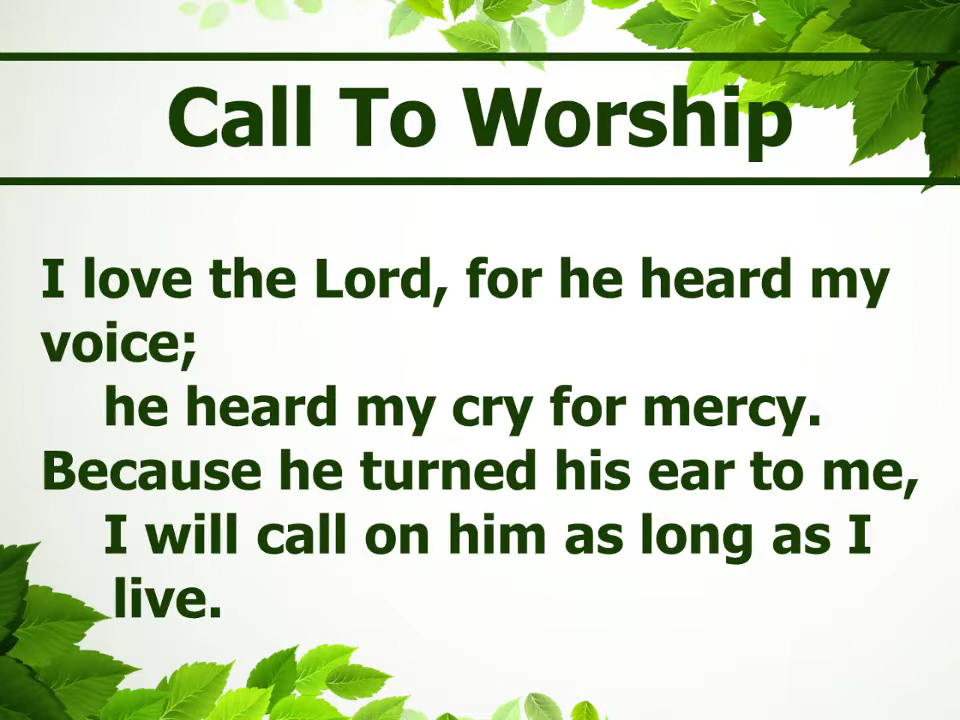 Call To Worship
I love the Lord, for he heard my
voice;
he heard my cry for mercy.
Because he turned his ear to me,
I will call on him as long as I
live.